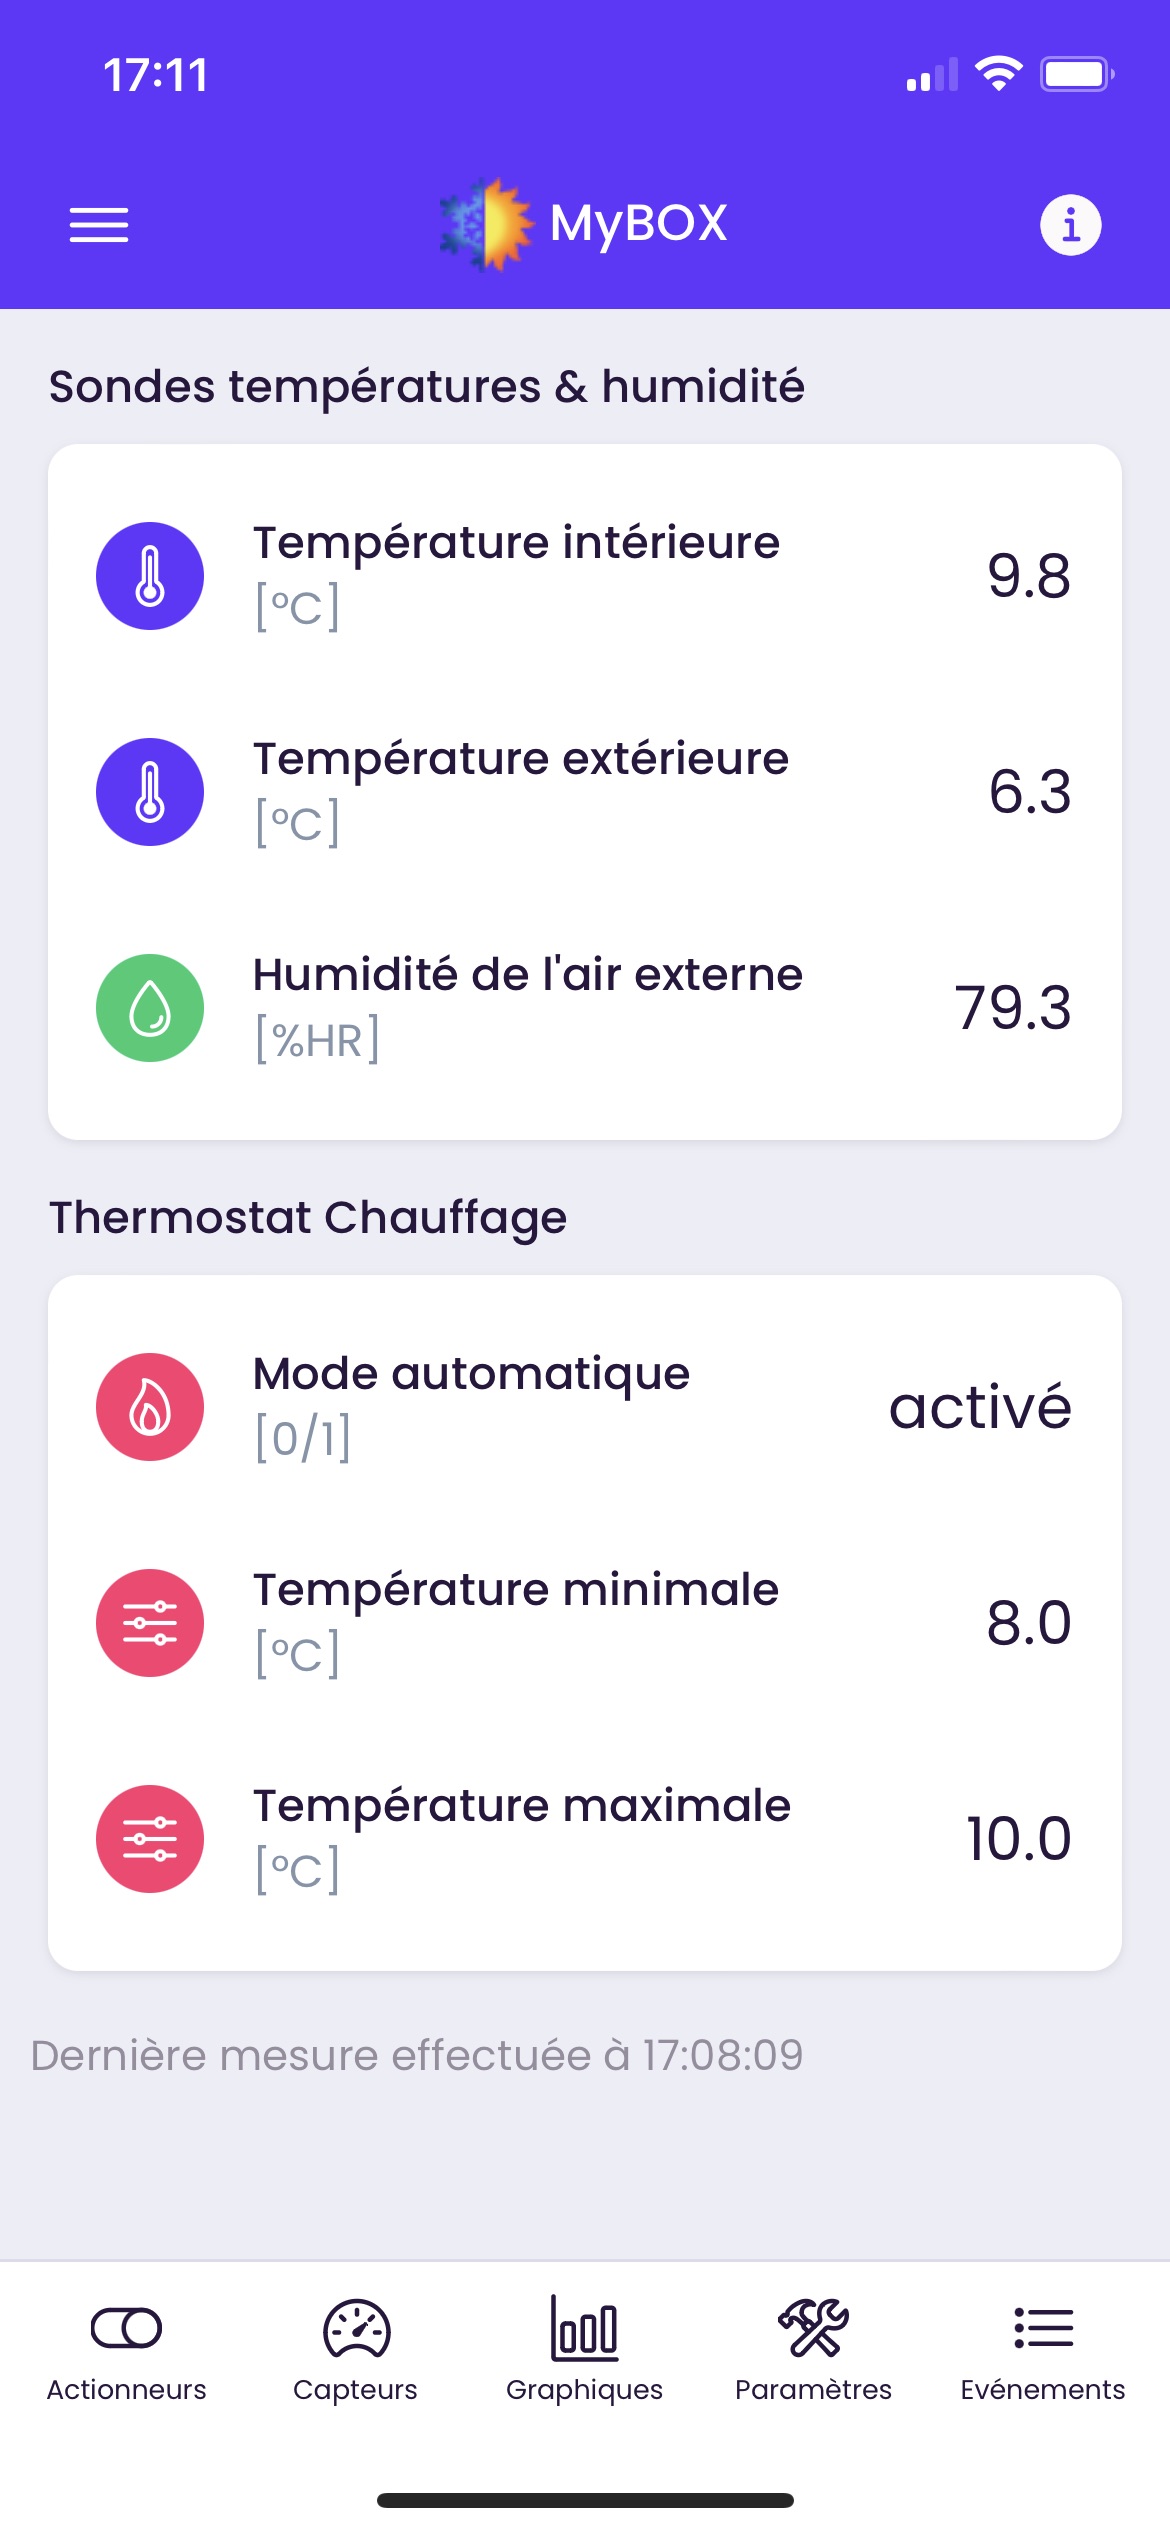 17:11
MyBOX
Sondes températures & humidité
Température intérieure
[°C]
9.8
Température extérieure
[°C]
6.3
Humidité de l'air externe
[%HR]
79.3
Thermostat Chauffage
Mode automatique
[0/1]
activé
Température minimale
[°C]
8.0
Température maximale
[°C]
10.0
Dernière mesure effectuée à 17:08:09
Actionneurs
Capteurs
Graphiques
Paramètres
Evénements